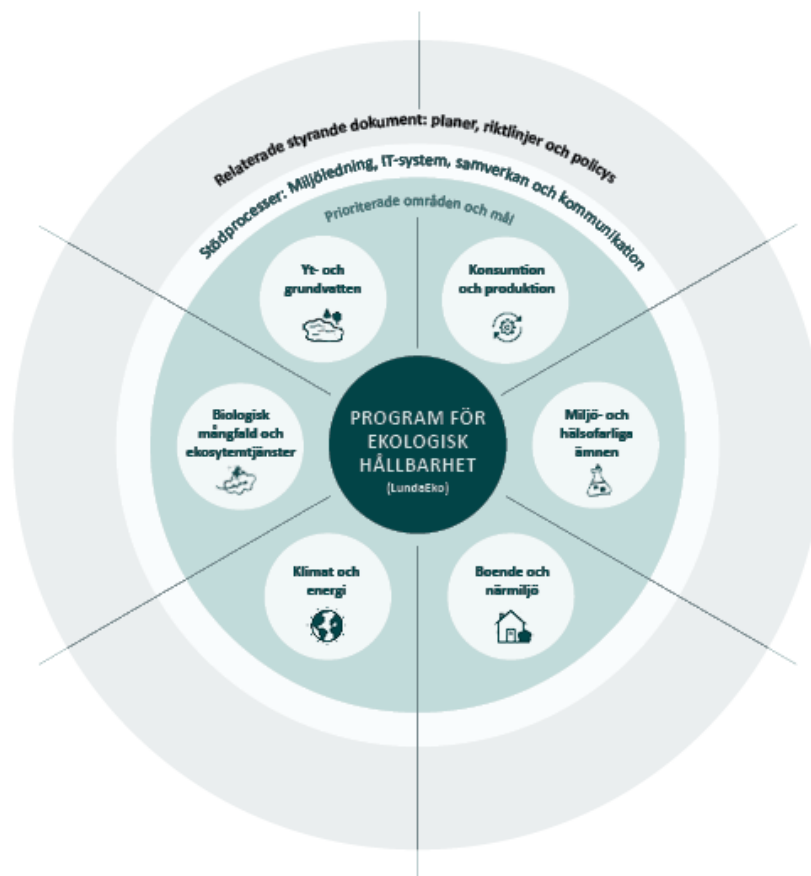 Relaterade styrande dokument: planer, riktlinjer och policys
Stödprocesser: Miljöledning, IT-system, samverkan och kommunikation
Prioriterade områden och mål
Yt- och
grundvatten
Konsumtion
och produktion
Biologisk
mångfald och
ekosytemtjänster
PROGRAM FÖR
EKOLOGISK
HÅLLBARHET
(LundaEko)
Miljö- och
hälsofarliga
ämnen
Klimat och
energi
Boende och
närmiljö